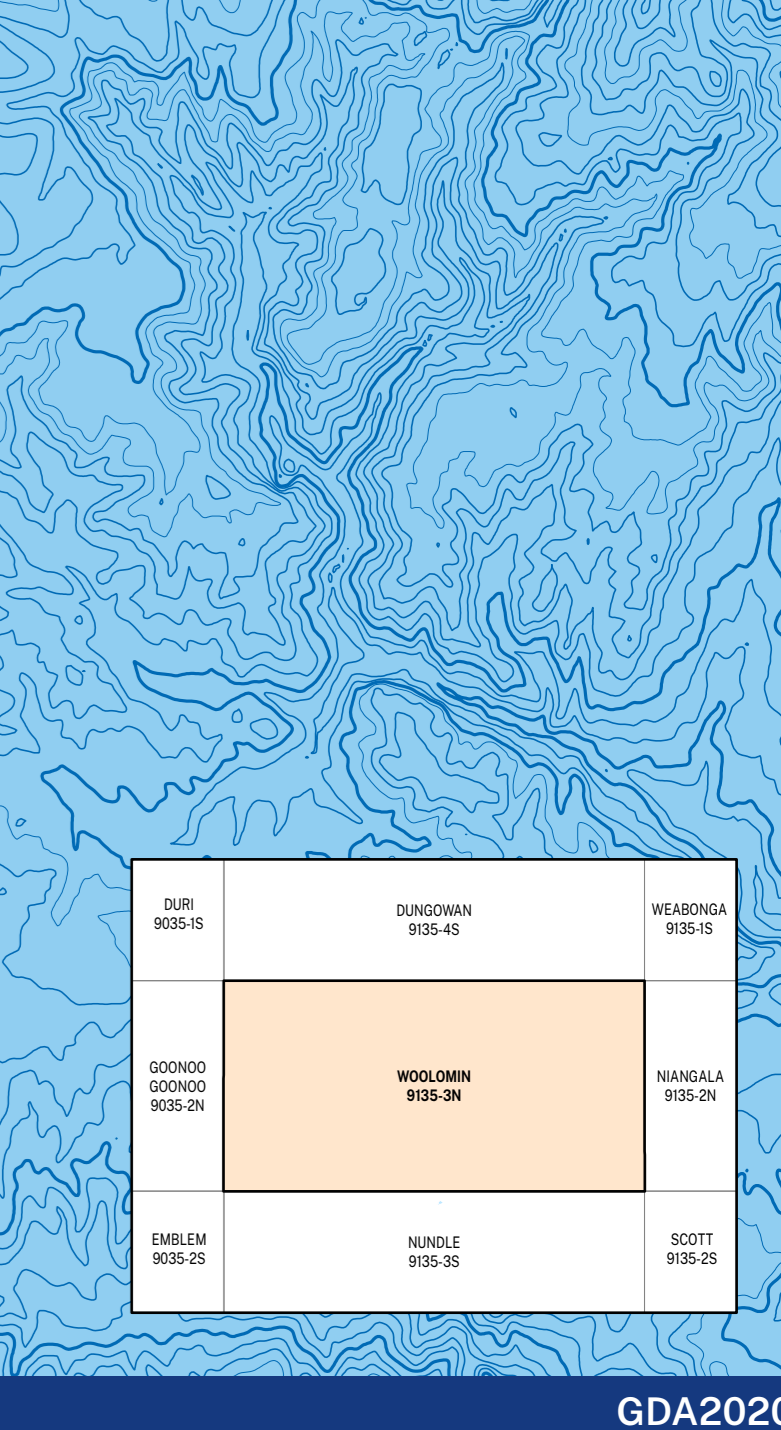 DURI
9035-1S
DUNGOWAN
9135-4S
WEABONGA
9135-1S
GOONOO
GOONOO
9035-2N
WOOLOMIN
9135-3N
NIANGALA
9135-2N
EMBLEM
9035-2S
NUNDLE
9135-3S
SCOTT
9135-2S
GDA2020